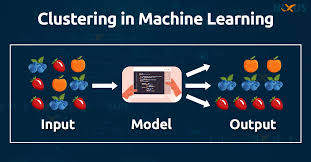 Clustering in Machine Learning
Input
Model
Output